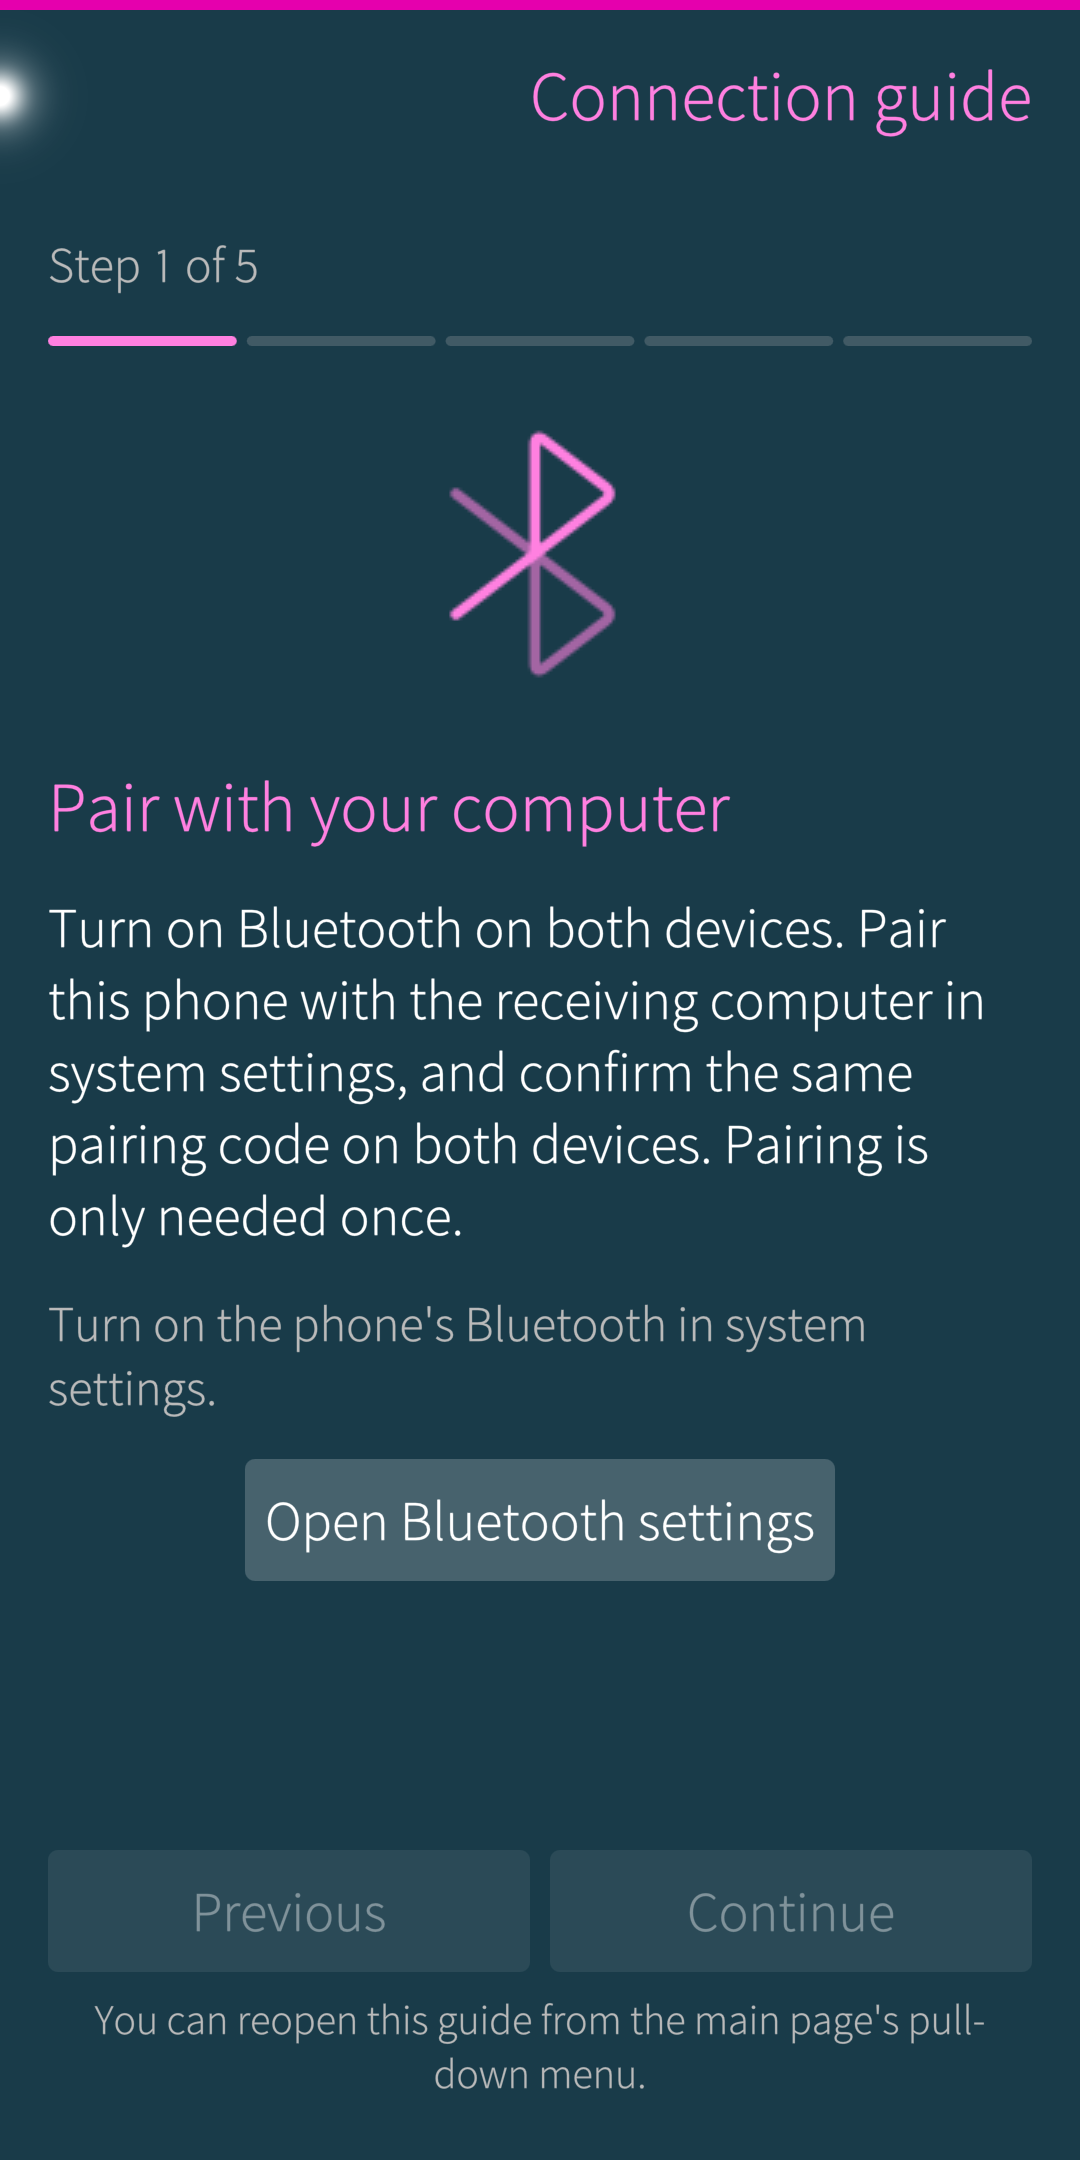 Connection guide
Step 1 of 5
Pair with your computer
Turn on Bluetooth on both devices. Pair
this phone with the receiving computer in
system settings, and confirm the same
pairing code on both devices. Pairing is
only needed once.
Turn on the phone's Bluetooth in system
settings.
Open Bluetooth settings
Previous
Continue
You can reopen this guide from the main page's pull-
down menu.